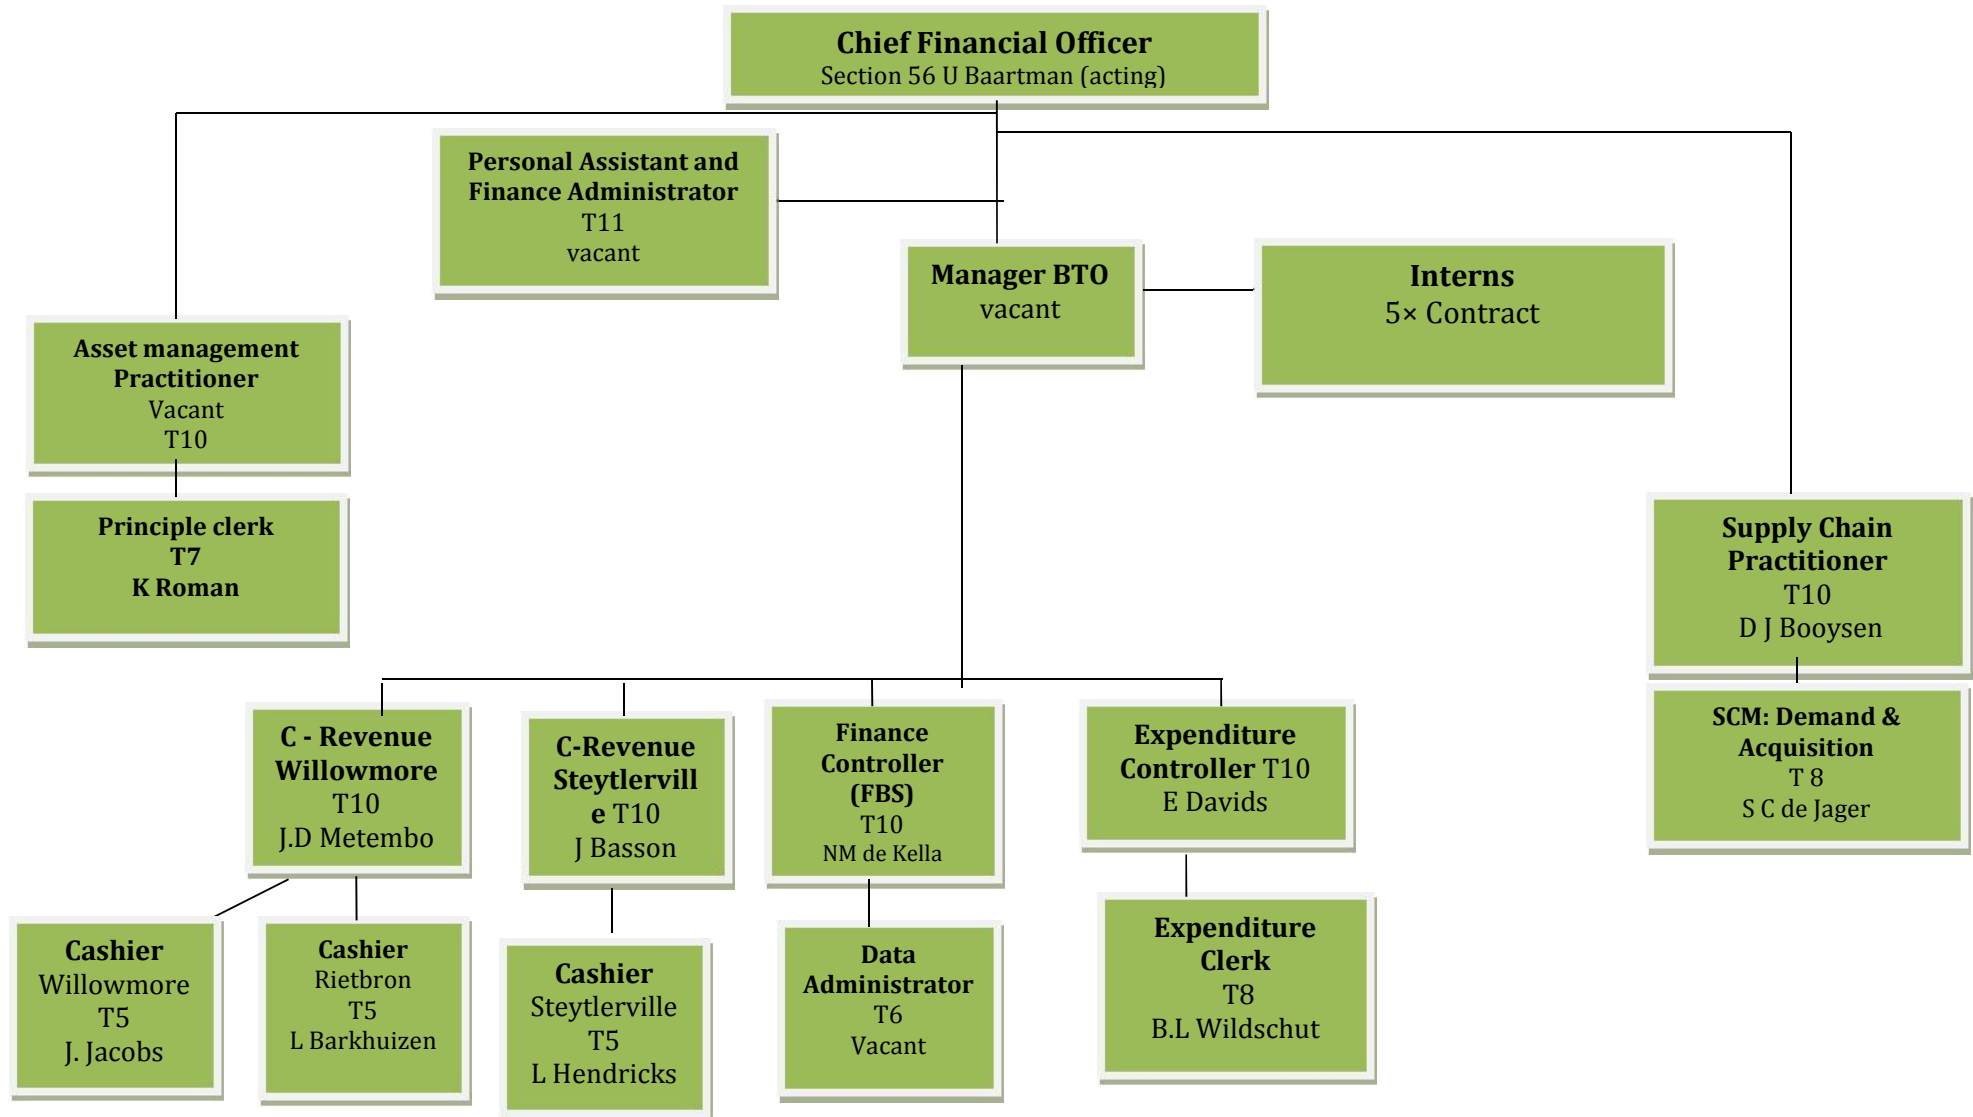 Chief Financial Officer
Section 56 U Baartman (acting)
Personal Assistant and
Finance Administrator
T11
vacant
Manager BTO
vacant
Interns
5× Contract
Asset management
Practitioner
Vacant
T10
Principle clerk
T7
K Roman
Supply Chain
Practitioner
T10
D J Booysen
SCM: Demand &
Acquisition
T 8
S C de Jager
C - Revenue
Willowmore
T10
J.D Metembo
C-Revenue
Steytlervill
e T10
J Basson
Finance
Controller
(FBS)
T10
NM de Kella
Expenditure
Controller T10
E Davids
Cashier
Willowmore
T5
J. Jacobs
Cashier
Rietbron
T5
L Barkhuizen
Cashier
Steytlerville
T5
L Hendricks
Data
Administrator
T6
Vacant
Expenditure
Clerk
T8
B.L Wildschut